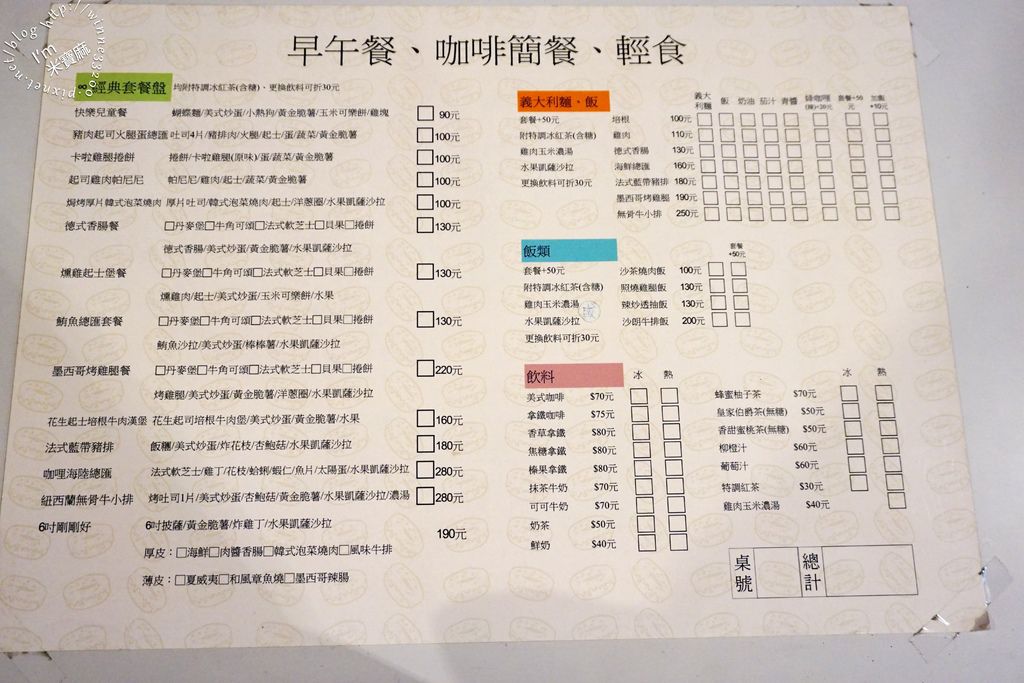 早午餐、咖啡簡餐、輕食
經典套餐盤 均附特調冰紅茶(含糖)、更換飲料可折30元
快樂兒童餐 蝴蝶麵/美式炒蛋/小熱狗/黃金脆薯/玉米可樂餅/雞塊 □ 90元
豬肉起司火腿蛋總匯 吐司4片/豬排肉/火腿/起士/蛋/蔬菜/黃金脆薯 □ 100元
卡啦雞腿捲餅 捲餅/卡啦雞腿(原味)/蛋/蔬菜/黃金脆薯 □ 100元
起司雞肉帕尼尼 帕尼尼/雞肉/起士/蔬菜/黃金脆薯 □ 100元
焗烤厚片韓式泡菜燒肉 厚片吐司/韓式泡菜燒肉/起士/洋蔥圈/水果凱薩沙拉 □ 100元
德式香腸餐 □丹麥堡□牛角可頌□法式軟芝士□貝果□捲餅 □ 130元
德式香腸/美式炒蛋/黃金脆薯/水果凱薩沙拉
燻雞起士堡餐 □丹麥堡□牛角可頌□法式軟芝士□貝果□捲餅 □ 130元
燻雞肉/起士/美式炒蛋/玉米可樂餅/水果
鮪魚總匯套餐 □丹麥堡□牛角可頌□法式軟芝士□貝果□捲餅 □ 130元
鮪魚沙拉/美式炒蛋/棒棒薯/水果凱薩沙拉
墨西哥烤雞腿餐 □丹麥堡□牛角可頌□法式軟芝士□貝果□捲餅 □ 220元
烤雞腿/美式炒蛋/黃金脆薯/洋蔥圈/水果凱薩沙拉
花生起士培根牛肉漢堡 花生起司培根牛肉堡/美式炒蛋/黃金脆薯/水果 □ 160元
法式藍帶豬排 飯糰/美式炒蛋/炸花枝/杏鮑菇/水果凱薩沙拉 □ 180元
咖哩海陸總匯 法式軟芝士/雞丁/花枝/蛤蜊/蝦仁/魚片/太陽蛋/水果凱薩沙拉 □ 280元
紐西蘭無骨牛小排 烤吐司1片/美式炒蛋/杏鮑菇/黃金脆薯/水果凱薩沙拉/濃湯 □ 280元
6吋剛剛好 6吋披薩/黃金脆薯/炸雞丁/水果凱薩沙拉 190元
厚皮：□海鮮□肉醬香腸□韓式泡菜燒肉□風味牛排
薄皮：□夏威夷□和風章魚燒□墨西哥辣腸
義大利麵、飯 義大利麵 飯 奶油 茄汁 青醬 套餐+50元 加飯+10元
套餐+50元 培根 100元
附特調冰紅茶(含糖) 雞肉 110元
雞肉玉米濃湯 德式香腸 130元
水果凱薩沙拉 海鮮總匯 160元
更換飲料可折30元 法式藍帶豬排 180元
墨西哥烤雞腿 190元
無骨牛小排 250元
飯類 套餐+50元
套餐+50元 沙茶燒肉飯 100元
附特調冰紅茶(含糖) 照燒雞腿飯 130元
雞肉玉米濃湯 辣炒透抽飯 130元
水果凱薩沙拉 沙朗牛排飯 200元
更換飲料可折30元
飲料 冰 熱
美式咖啡 $70元
拿鐵咖啡 $75元
香草拿鐵 $80元
焦糖拿鐵 $80元
榛果拿鐵 $80元
抹茶牛奶 $70元
可可牛奶 $70元
奶茶 $50元
鮮奶 $40元
冰 熱
蜂蜜柚子茶 $70元
皇家伯爵茶(無糖) $50元
香甜蜜桃茶(無糖) $50元
柳橙汁 $60元
葡萄汁 $60元
特調紅茶 $30元
雞肉玉米濃湯 $40元
桌號 總計
I'm 米寶麻
pixnet.net/blog http://winnie3320